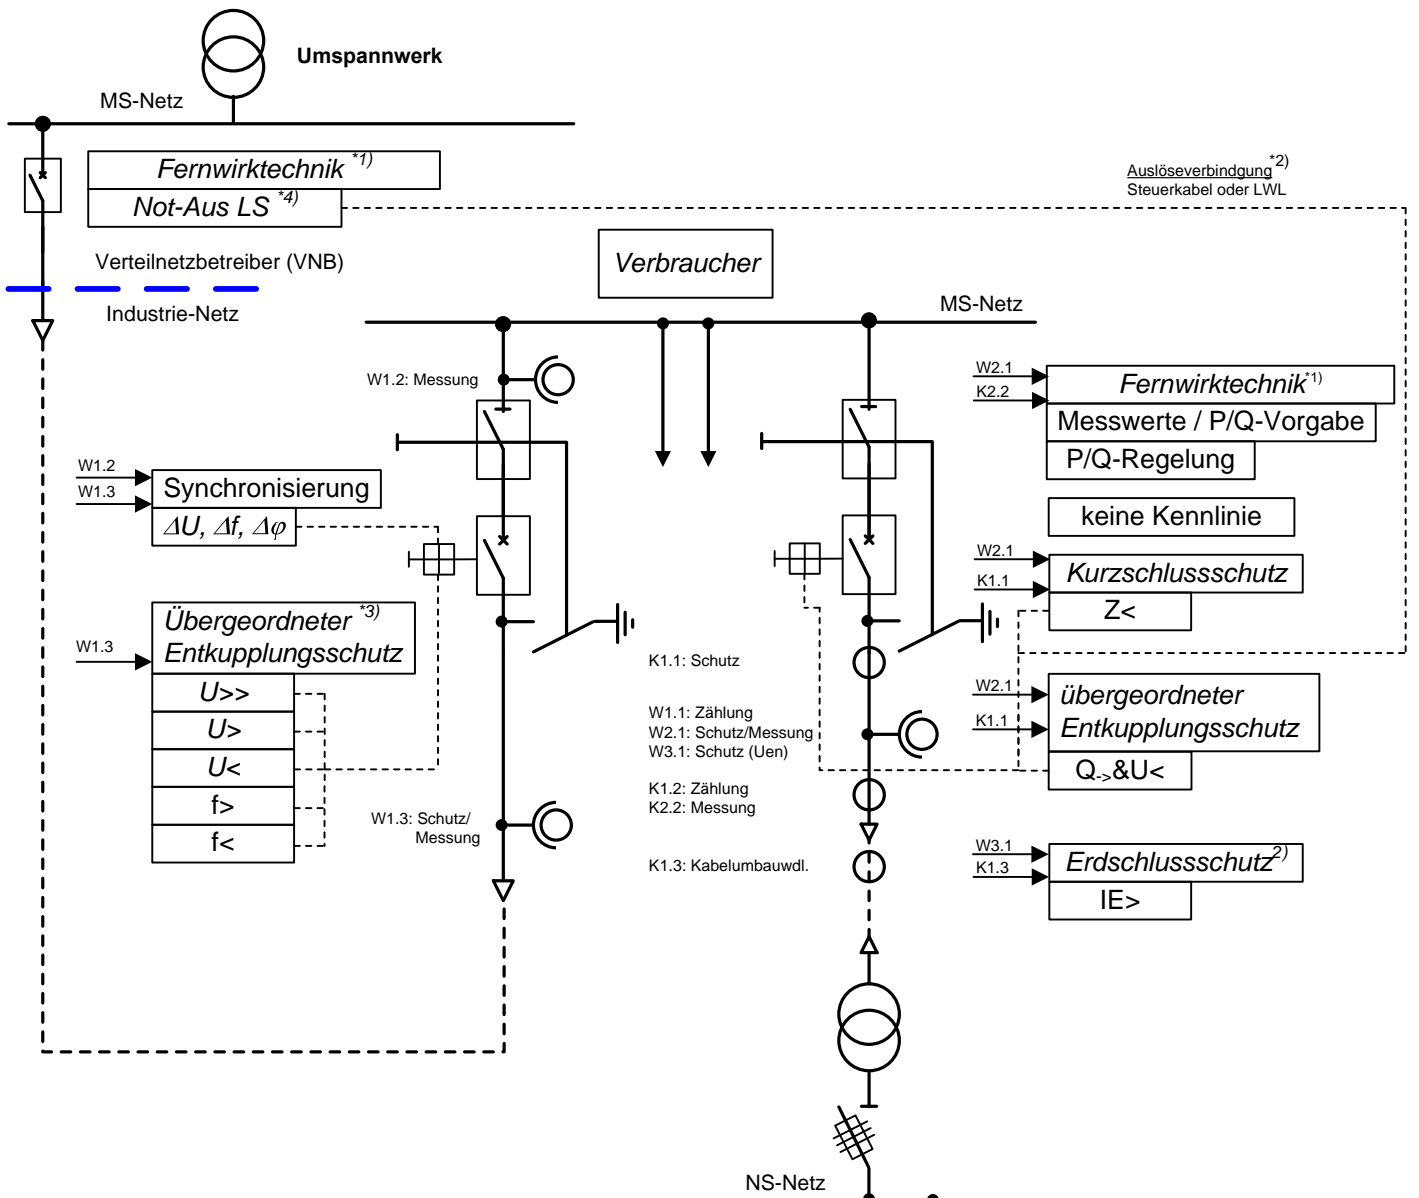 Umspannwerk
MS-Netz
Fernwirktechnik *1)
Not-Aus LS *4)
Auslöseverbindgung *2)
Steuerkabel oder LWL
Verteilnetzbetreiber (VNB)
Industrie-Netz
Verbraucher
MS-Netz
W1.2: Messung
W1.2
W1.3
Synchronisierung
ΔU, Δf, Δφ
W1.3
Übergeordneter *3)
Entkupplungsschutz
U>>
U>
U<
f>
f<
W1.3: Schutz/
Messung
K1.1: Schutz
W1.1: Zählung
W2.1: Schutz/Messung
W3.1: Schutz (Uen)
K1.2: Zählung
K2.2: Messung
K1.3: Kabelumbauwdl.
W2.1
K2.2
Fernwirktechnik *1)
Messwerte / P/Q-Vorgabe
P/Q-Regelung
keine Kennlinie
W2.1
K1.1
Kurzschlussschutz
Z<
W2.1
K1.1
übergeordneter
Entkupplungsschutz
Q->&U<
W3.1
K1.3
Erdschlussschutz 2)
IE>
NS-Netz